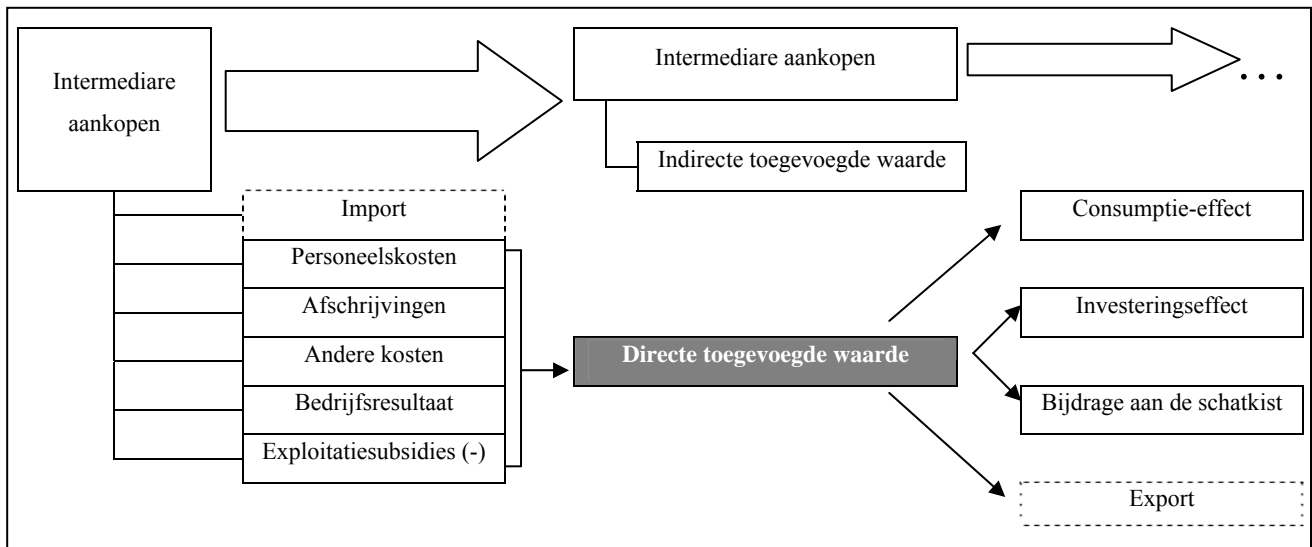 Intermediare
aankopen
Intermediare aankopen
...
Indirecte toegevoegde waarde
Import
Personeelskosten
Afschrijvingen
Andere kosten
Bedrijfsresultaat
Exploitatiesubsidies (-)
Directe toegevoegde waarde
Consumptie-effect
Investeringseffect
Bijdrage aan de schatkist
Export